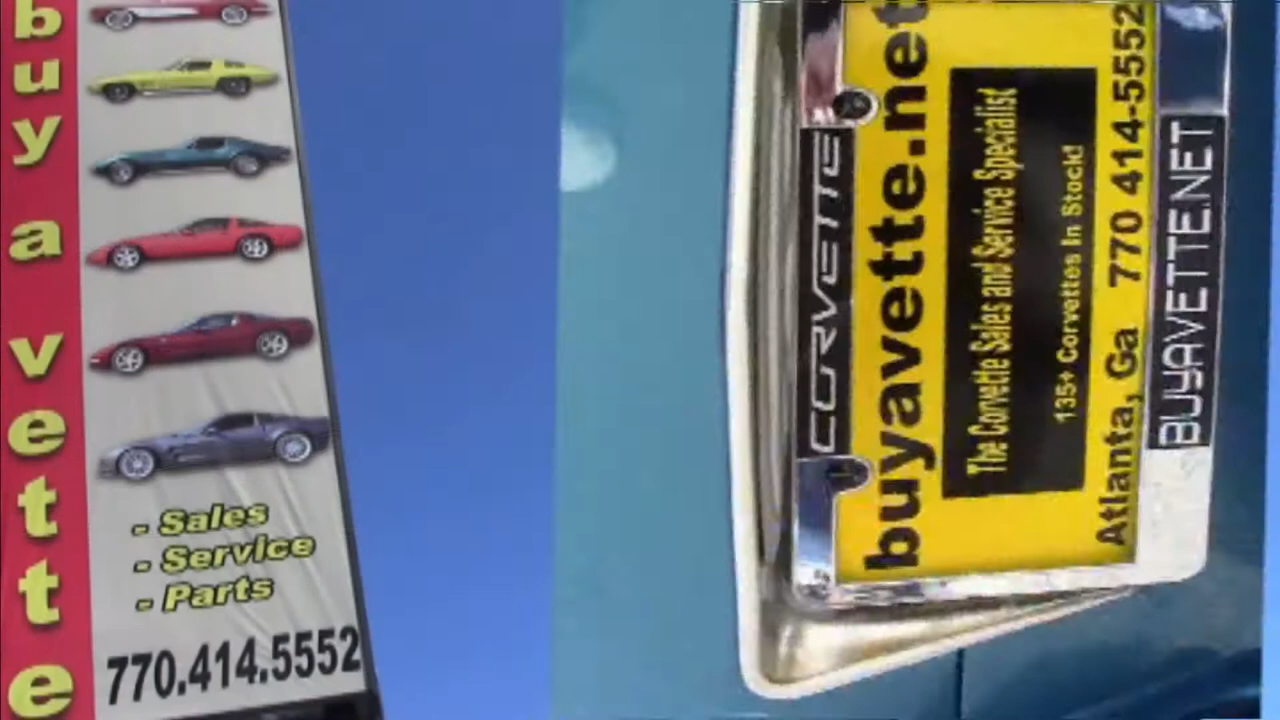 buy a vette
- Sales
- Service
- Parts
770.414.5552
CORVETTE
buyavette.net
The Corvette Sales and Service Specialist
135+ Corvettes In Stock!
Atlanta, Ga 770 414-5552
BUYAVETTE.NET